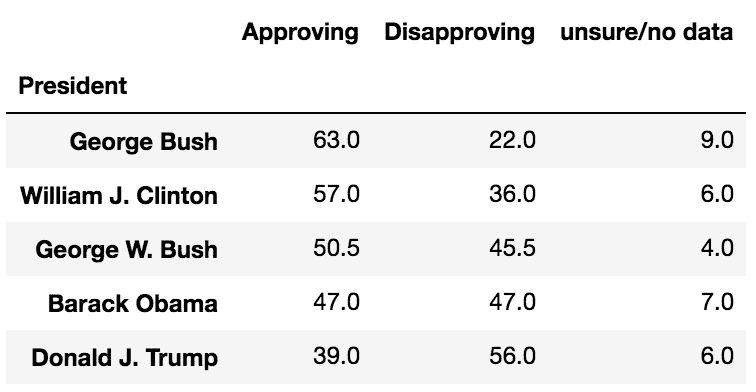 Approving Disapproving unsure/no data
President
George Bush 63.0 22.0 9.0
William J. Clinton 57.0 36.0 6.0
George W. Bush 50.5 45.5 4.0
Barack Obama 47.0 47.0 7.0
Donald J. Trump 39.0 56.0 6.0